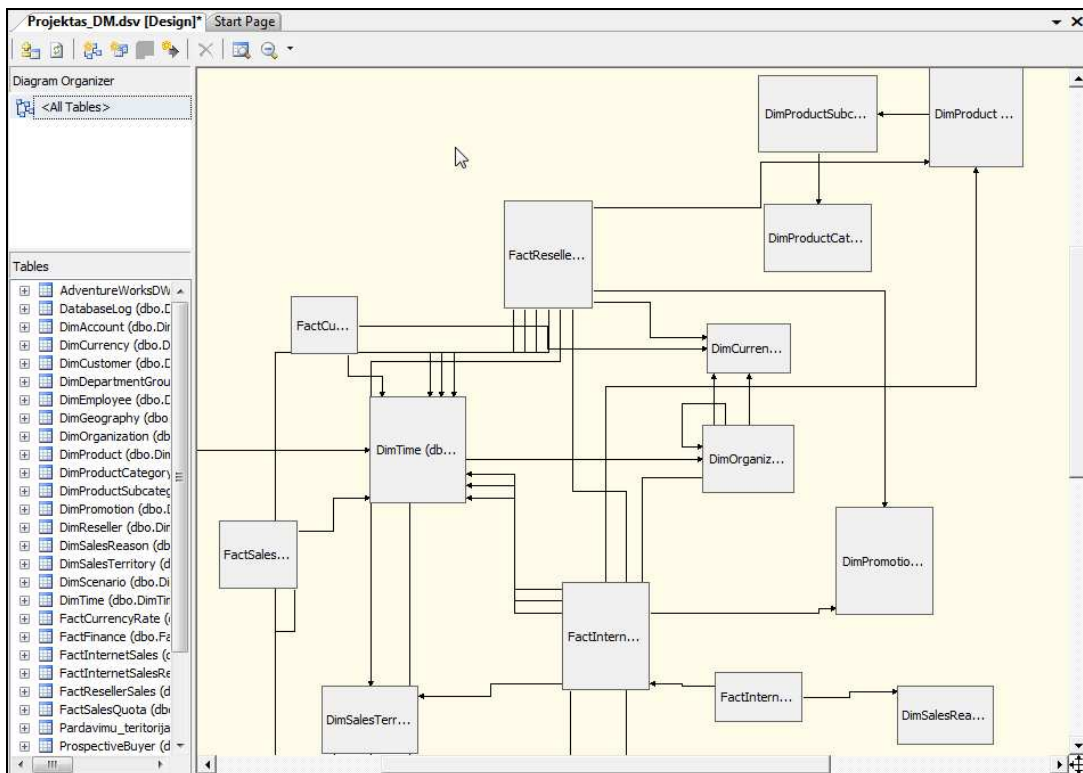 Projektas_DM.dsv [Design]* Start Page
Diagram Organizer
<All Tables>
Tables
AdventureWorksDW
DatabaseLog (dbo.D
DimAccount (dbo.Dir
DimCurrency (dbo.D
DimCustomer (dbo.D
DimDepartmentGrou
DimEmployee (dbo.D
DimGeography (dbo
DimOrganization (db
DimProduct (dbo.Dim
DimProductCategory
DimProductSubcateg
DimPromotion (dbo.D
DimReseller (dbo.Dir
DimSalesReason (db
DimSalesTerritory (d
DimScenario (dbo.Di
DimTime (dbo.DimTir
FactCurrencyRate (d
FactFinance (dbo.Fa
FactInternetSales (d
FactInternetSalesRe
FactResellerSales (d
FactSalesQuota (dbo
Pardavimu_teritorija
ProspectiveBuyer (d
DimProductSubc...
DimProduct ...
DimProductCat...
FactReselle...
FactCu...
DimCurren...
DimTime (db...
DimOrganiz...
FactSales...
DimPromotio...
FactIntern...
FactIntern...
DimSalesTerr...
DimSalesRea...